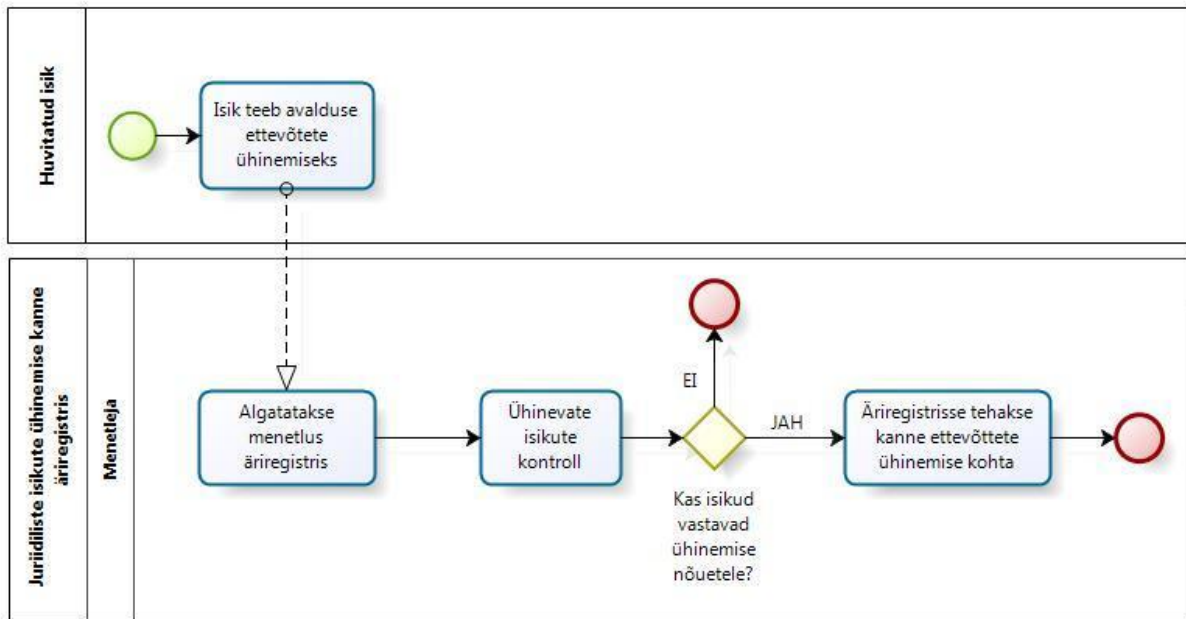 Huvitatud isik
Isik teeb avalduse
ettevõtete
ühinemiseks
Juriidiliste isikute ühinemise kanne
äriregistris
Menetleja
Algatatakse
menetlus
äriregistris
Ühinevate
isikute
kontroll
EI
JAH
Kas isikud
vastavad
ühinemise
nõuetele?
Äriregistrisse tehakse
kanne ettevõttete
ühinemise kohta